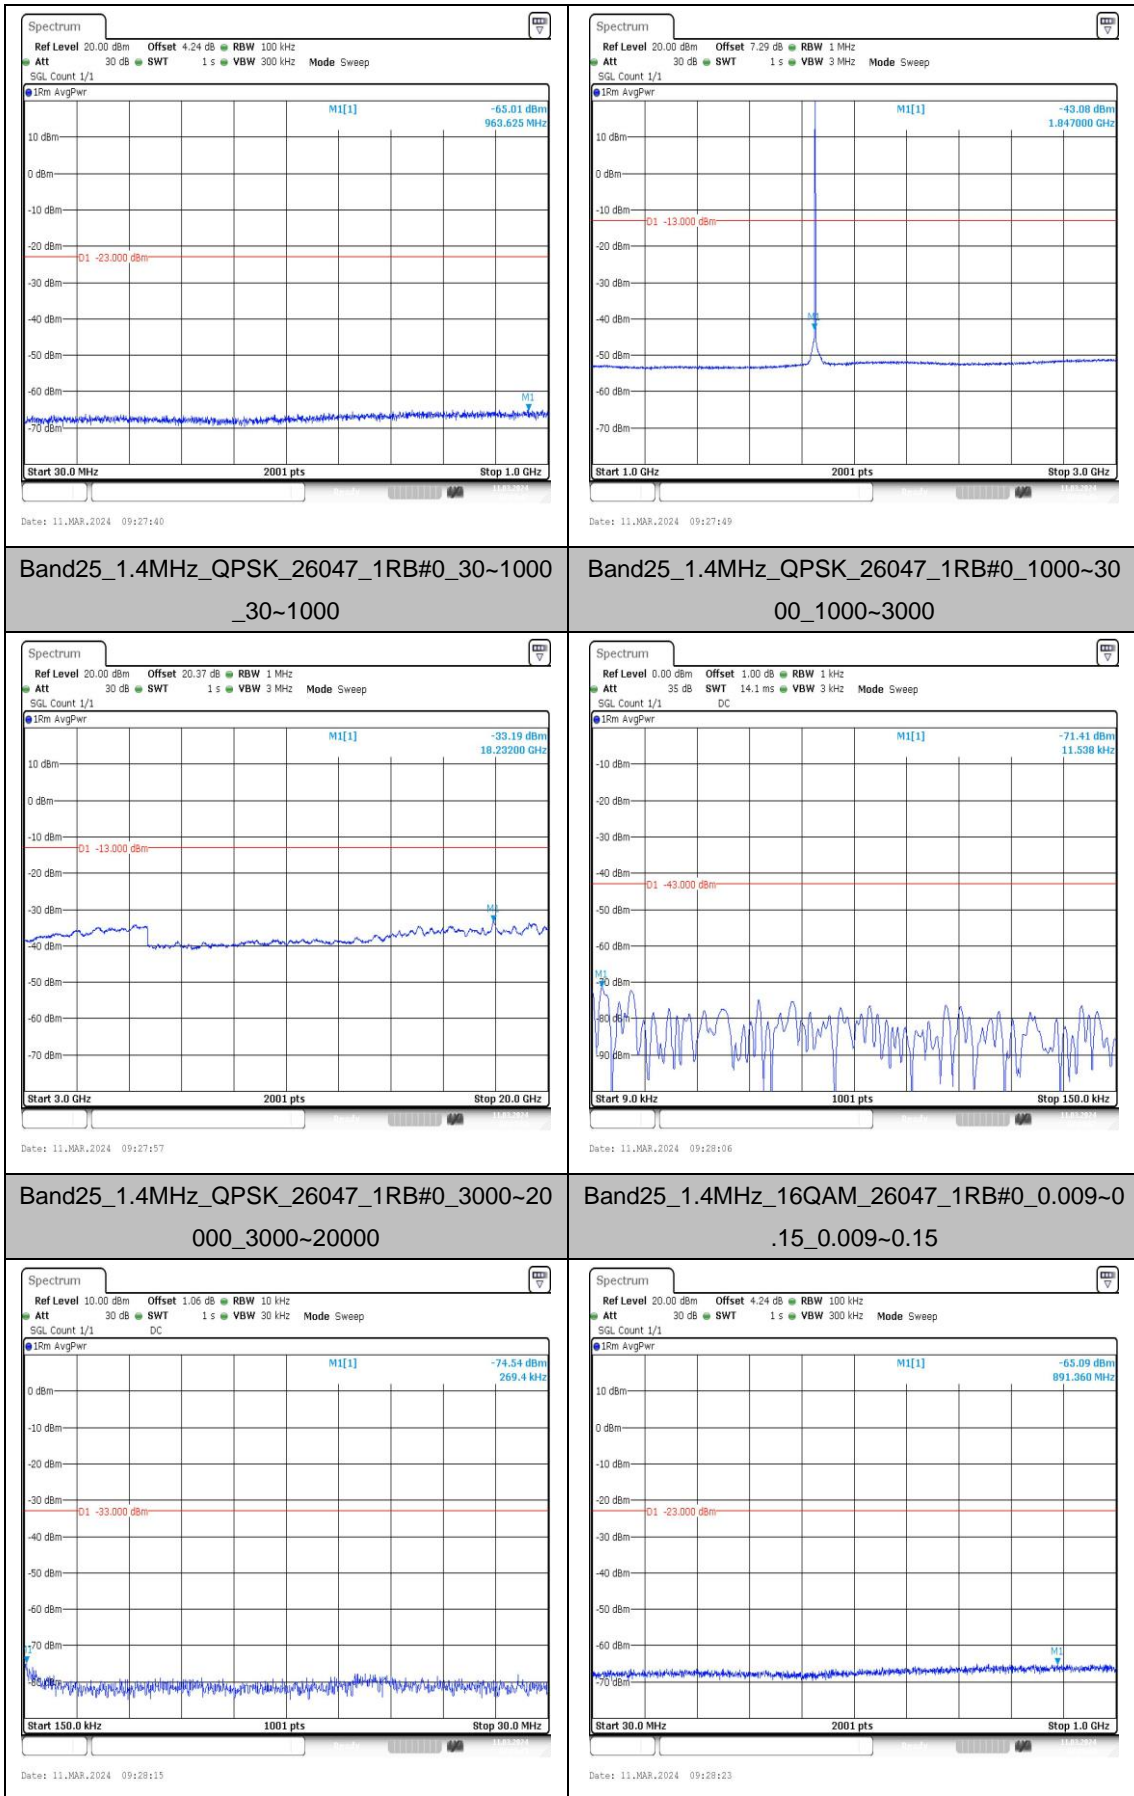 Spectrum
Ref Level 20.00 dBm Offset 4.24 dB RBW 100 kHz
Att 30 dB SWT 1 s VBW 300 kHz Mode Sweep
SGL Count 1/1
1Rm AvgPwr
M1[1] -65.01 dBm
963.625 MHz
10 dBm
0 dBm
-10 dBm
-20 dBm
D1 -23.000 dBm
-30 dBm
-40 dBm
-50 dBm
-60 dBm
M1
-70 dBm
Start 30.0 MHz 2001 pts Stop 1.0 GHz
Date: 11.MAR.2024 09:27:40
Spectrum
Ref Level 20.00 dBm Offset 7.29 dB RBW 1 MHz
Att 30 dB SWT 1 s VBW 3 MHz Mode Sweep
SGL Count 1/1
1Rm AvgPwr
M1[1] -43.08 dBm
1.847000 GHz
10 dBm
0 dBm
-10 dBm
D1 -13.000 dBm
-20 dBm
-30 dBm
-40 dBm
M1
-50 dBm
-60 dBm
-70 dBm
Start 1.0 GHz 2001 pts Stop 3.0 GHz
Date: 11.MAR.2024 09:27:49
Band25_1.4MHz_QPSK_26047_1RB#0_30~1000
_30~1000
Band25_1.4MHz_QPSK_26047_1RB#0_1000~30
00_1000~3000
Spectrum
Ref Level 20.00 dBm Offset 20.37 dB RBW 1 MHz
Att 30 dB SWT 1 s VBW 3 MHz Mode Sweep
SGL Count 1/1
1Rm AvgPwr
M1[1] -33.19 dBm
18.23200 GHz
10 dBm
0 dBm
-10 dBm
D1 -13.000 dBm
-20 dBm
-30 dBm
M1
-40 dBm
-50 dBm
-60 dBm
-70 dBm
Start 3.0 GHz 2001 pts Stop 20.0 GHz
Date: 11.MAR.2024 09:27:57
Spectrum
Ref Level 0.00 dBm Offset 1.00 dB RBW 1 kHz
Att 35 dB SWT 14.1 ms VBW 3 kHz Mode Sweep
SGL Count 1/1 DC
1Rm AvgPwr
M1[1] -71.41 dBm
11.538 kHz
-10 dBm
-20 dBm
-30 dBm
-40 dBm
D1 -43.000 dBm
-50 dBm
-60 dBm
M1
-70 dBm
-80 dBm
-90 dBm
Start 9.0 kHz 1001 pts Stop 150.0 kHz
Date: 11.MAR.2024 09:28:06
Band25_1.4MHz_QPSK_26047_1RB#0_3000~20
000_3000~20000
Band25_1.4MHz_16QAM_26047_1RB#0_0.009~0
.15_0.009~0.15
Spectrum
Ref Level 10.00 dBm Offset 1.06 dB RBW 10 kHz
Att 30 dB SWT 1 s VBW 30 kHz Mode Sweep
SGL Count 1/1 DC
1Rm AvgPwr
M1[1] -74.54 dBm
269.4 kHz
0 dBm
-10 dBm
-20 dBm
-30 dBm
D1 -33.000 dBm
-40 dBm
-50 dBm
-60 dBm
-70 dBm
-80 dBm
Start 150.0 kHz 1001 pts Stop 30.0 MHz
Date: 11.MAR.2024 09:28:15
Spectrum
Ref Level 20.00 dBm Offset 4.24 dB RBW 100 kHz
Att 30 dB SWT 1 s VBW 300 kHz Mode Sweep
SGL Count 1/1
1Rm AvgPwr
M1[1] -65.09 dBm
891.360 MHz
10 dBm
0 dBm
-10 dBm
-20 dBm
D1 -23.000 dBm
-30 dBm
-40 dBm
-50 dBm
-60 dBm
M1
-70 dBm
Start 30.0 MHz 2001 pts Stop 1.0 GHz
Date: 11.MAR.2024 09:28:23